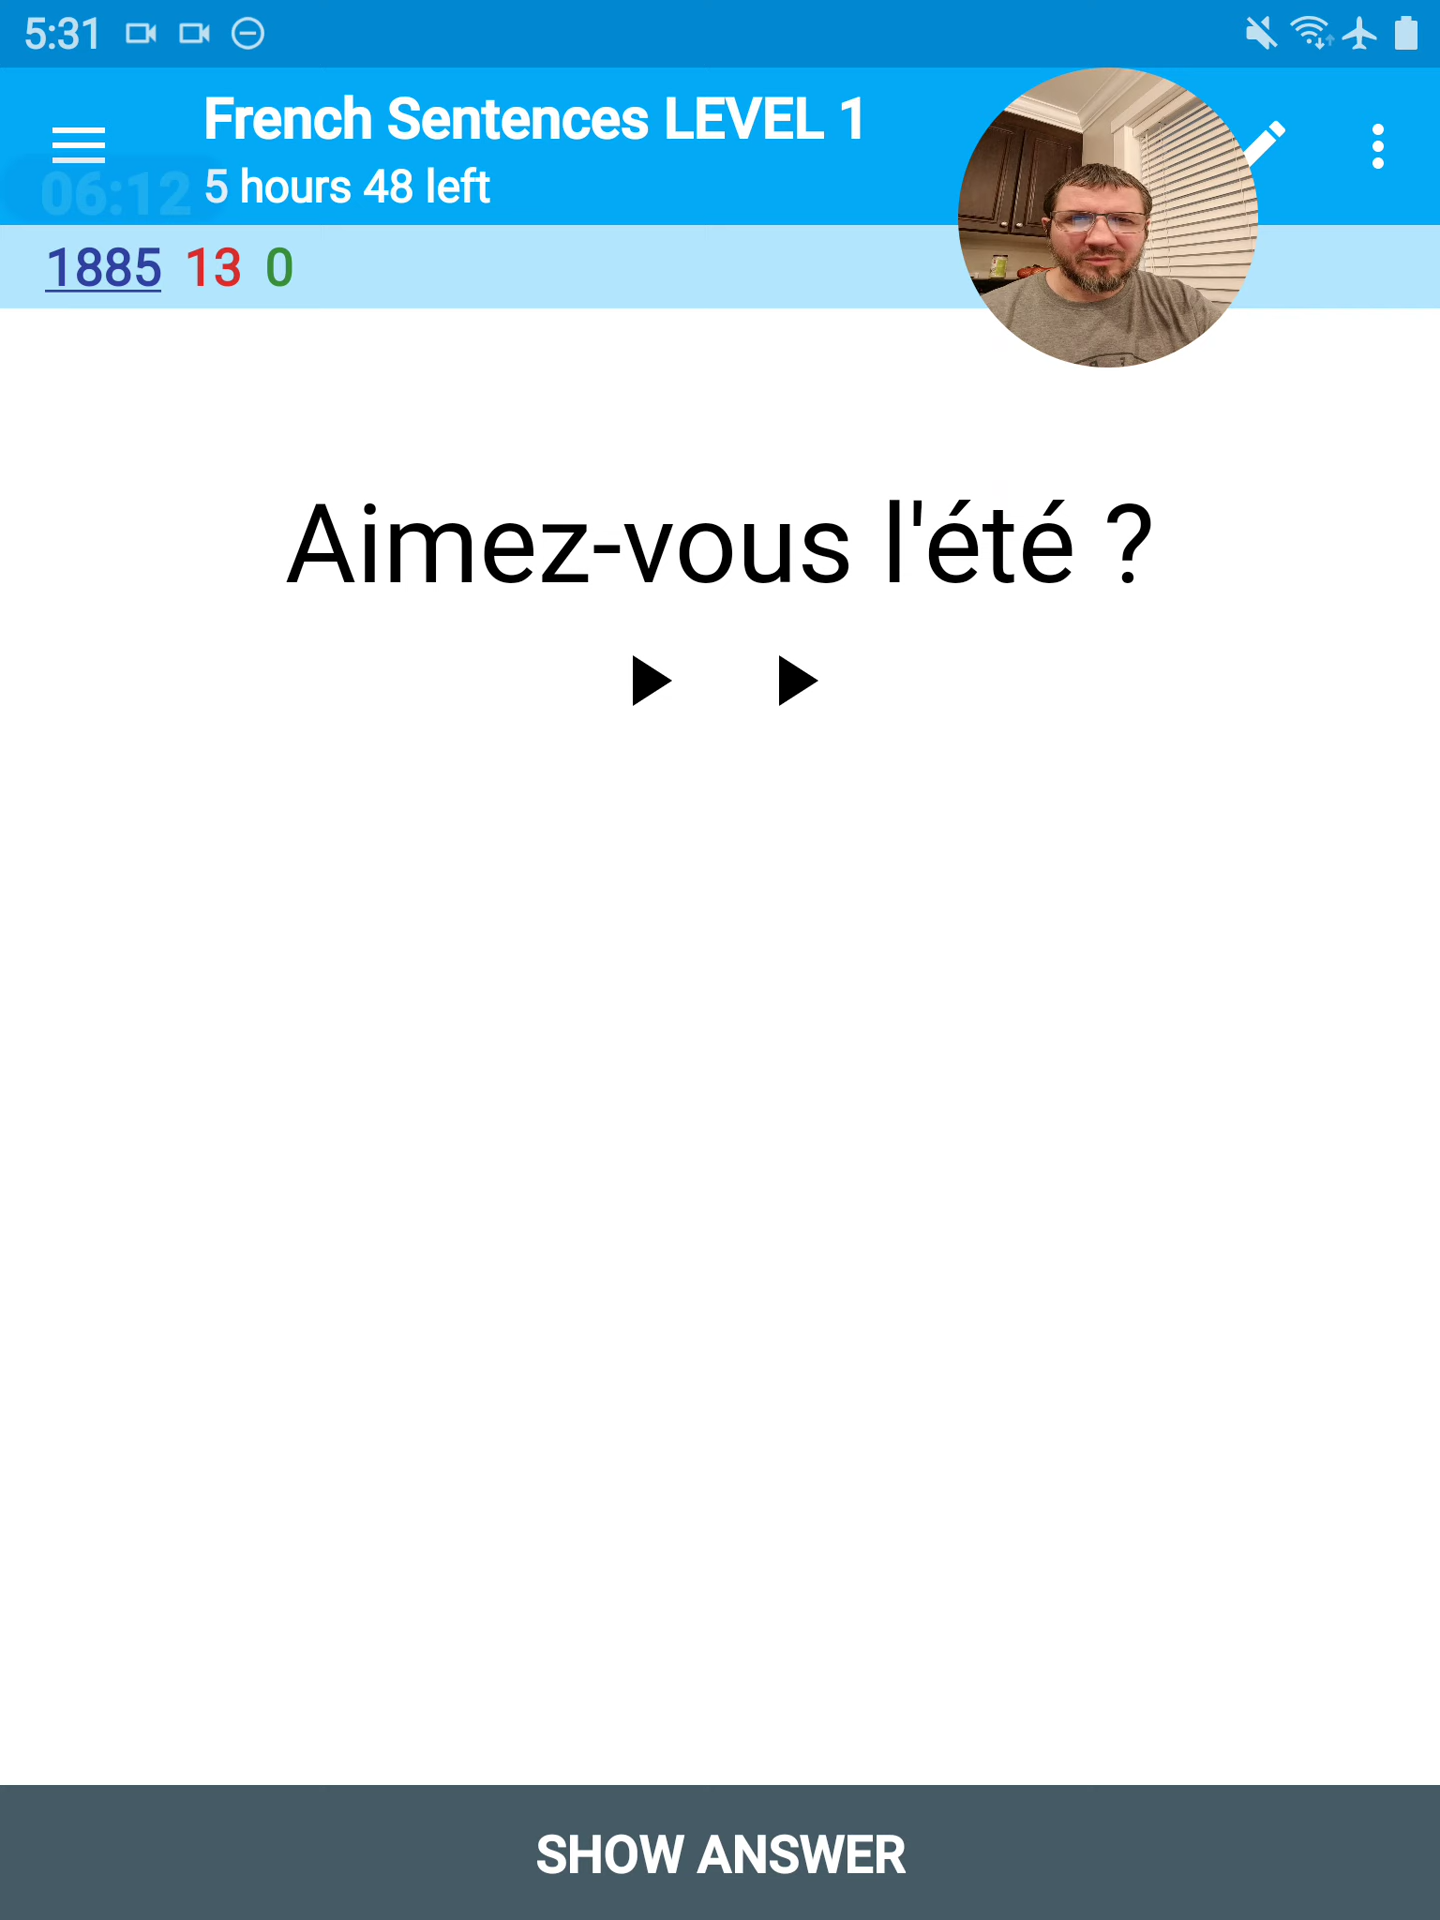 5:31
French Sentences LEVEL 1
06:12 5 hours 48 left
1885 13 0
Aimez-vous l'été ?
SHOW ANSWER